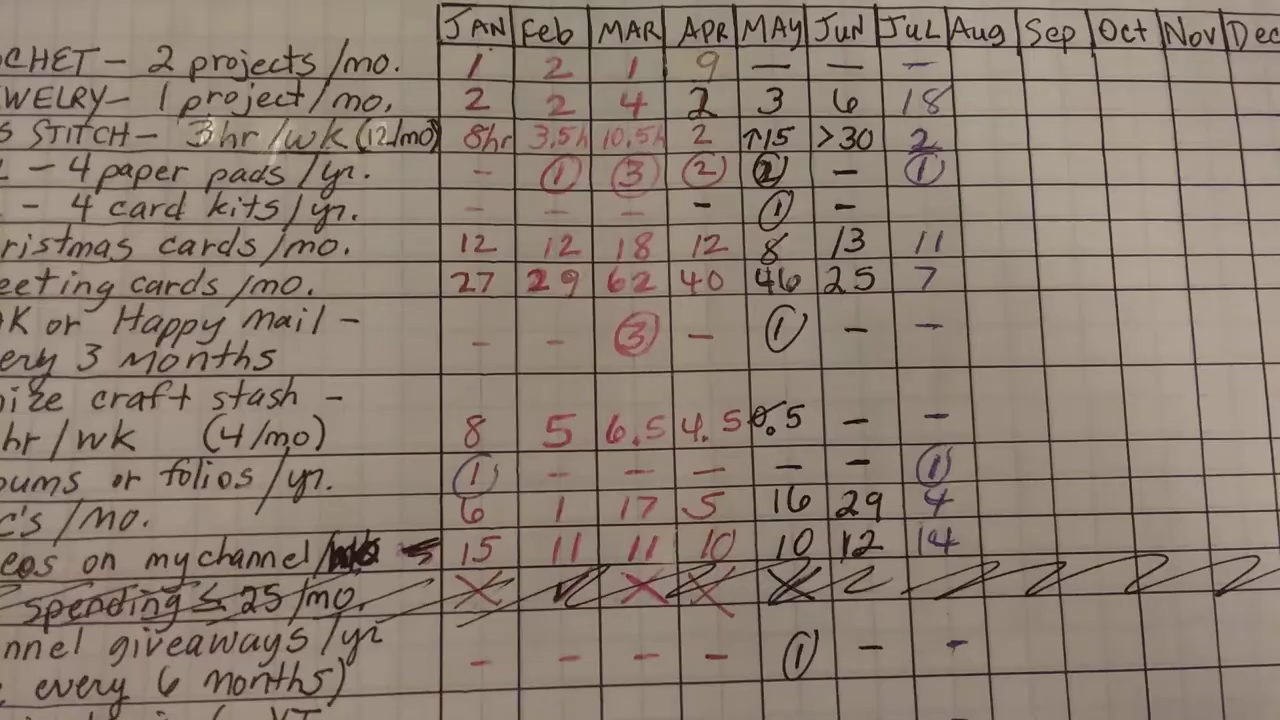 JAN Feb MAR APR MAY JUN JUL Aug Sep Oct Nov Dec
OCHET - 2 projects/mo. 1 2 1 9 — — —
WELRY - 1 project/mo. 2 2 4 2 3 6 18
S STITCH - 3hr/wk (12/mo) 8hr 3.5h 10.5h 2 ↑15 >30 2
- 4 paper pads/yr. - 1 3 2 2 - 1
- 4 card kits/yr. - - - - 1 -
ristmas cards/mo. 12 12 18 12 8 13 11
eeting cards/mo. 27 29 62 40 46 25 7
K or Happy Mail -
ery 3 months - - 3 - 1 - -
ize craft stash -
hr/wk (4/mo) 8 5 6.5 4.5 0.5 - -
ums or folios/yr. 1 - - - - - 1
c's/mo. 6 1 17 5 16 29 4
eos on my channel/ 15 11 11 10 10 12 14
spending ≤ 25/mo. X X X X
nnel giveaways/yr
every 6 months) - - - - 1 - -